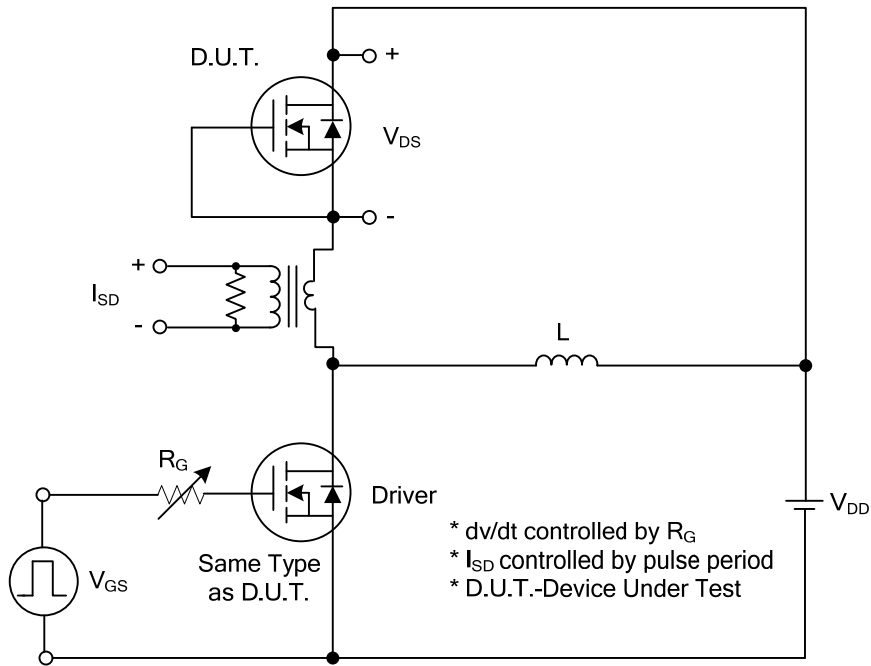 D.U.T.
+
V_DS
-
+
I_SD
-
L
R_G
Driver
V_DD
* dv/dt controlled by R_G
* I_SD controlled by pulse period
* D.U.T.-Device Under Test
Same Type
as D.U.T.
V_GS